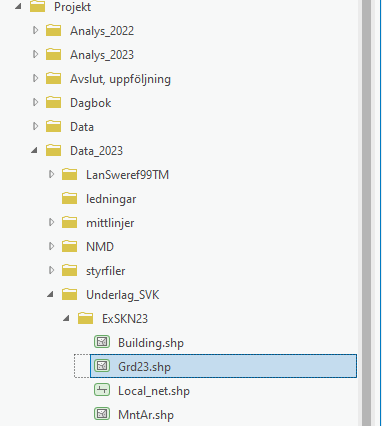 Projekt
Analys_2022
Analys_2023
Avslut, uppföljning
Dagbok
Data
Data_2023
LanSweref99TM
ledningar
mittlinjer
NMD
styrfiler
Underlag_SVK
ExSKN23
Building.shp
Grd23.shp
Local_net.shp
MntAr.shp